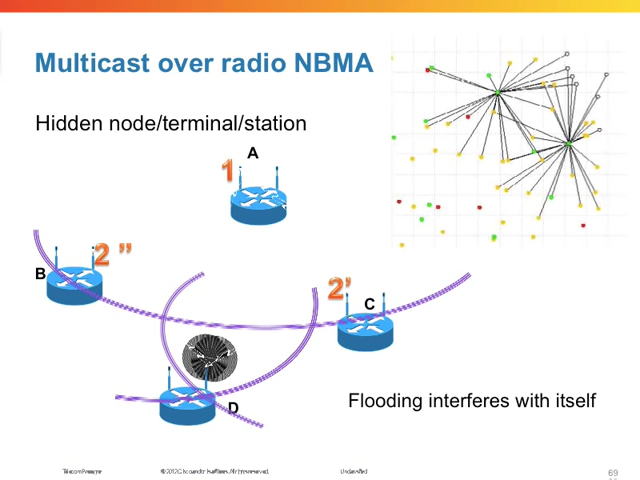 Multicast over radio NBMA
Hidden node/terminal/station
A
1
B
2 ”
2’
C
D
Flooding interferes with itself
69